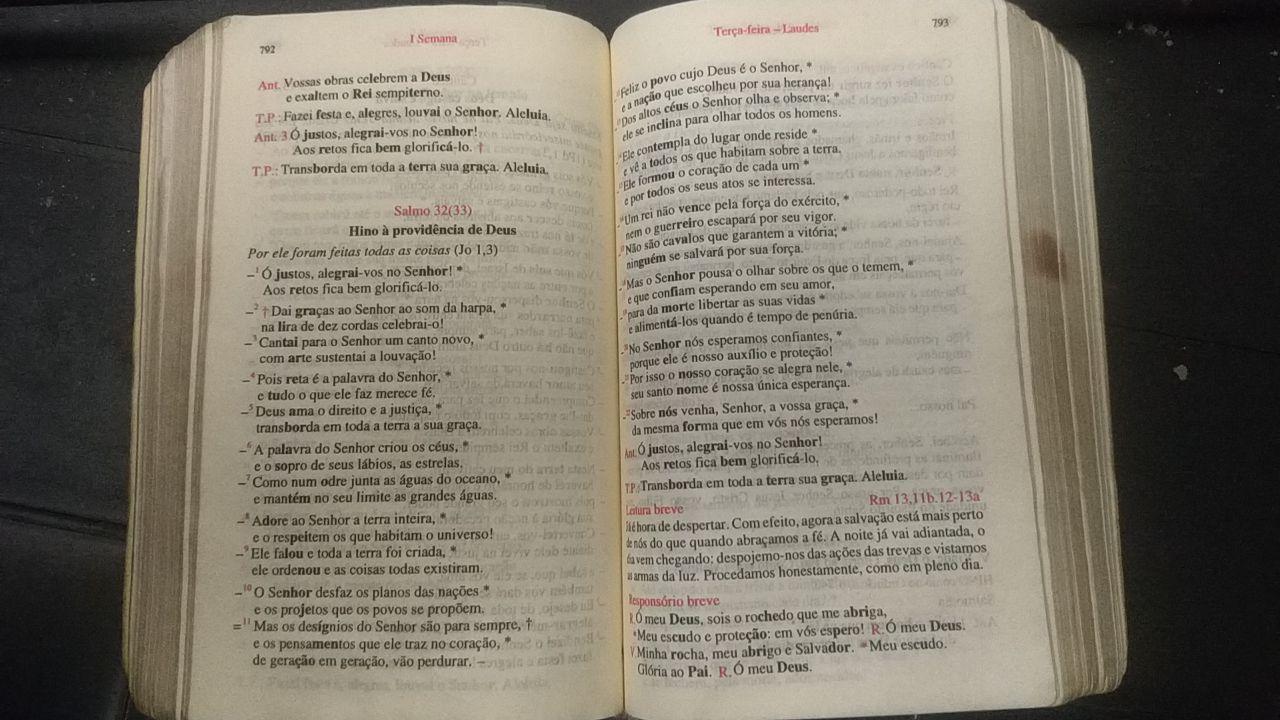 792
I Semana
Ant. Vossas obras celebrem a Deus
e exaltem o Rei sempiterno.
T.P.: Fazei festa e, alegres, louvai o Senhor. Aleluia.
Ant. 3 Ó justos, alegrai-vos no Senhor!
Aos retos fica bem glorificá-lo. †
T.P.: Transborda em toda a terra sua graça. Aleluia.
Salmo 32(33)
Hino à providência de Deus
Por ele foram feitas todas as coisas (Jo 1,3)
–¹ Ó justos, alegrai-vos no Senhor! *
Aos retos fica bem glorificá-lo.
–² † Dai graças ao Senhor ao som da harpa, *
na lira de dez cordas celebrai-o!
–³ Cantai para o Senhor um canto novo, *
com arte sustentai a louvação!
–⁴ Pois reta é a palavra do Senhor, *
e tudo o que ele faz merece fé.
–⁵ Deus ama o direito e a justiça, *
transborda em toda a terra a sua graça.
–⁶ A palavra do Senhor criou os céus, *
e o sopro de seus lábios, as estrelas.
–⁷ Como num odre junta as águas do oceano, *
e mantém no seu limite as grandes águas.
–⁸ Adore ao Senhor a terra inteira, *
e o respeitem os que habitam o universo!
–⁹ Ele falou e toda a terra foi criada, *
ele ordenou e as coisas todas existiram.
–¹⁰ O Senhor desfaz os planos das nações *
e os projetos que os povos se propõem.
=¹¹ Mas os desígnios do Senhor são para sempre, †
e os pensamentos que ele traz no coração, *
de geração em geração, vão perdurar. –
Terça-feira – Laudes
793
–¹² Feliz o povo cujo Deus é o Senhor, *
e a nação que escolheu por sua herança!
–¹³ Dos altos céus o Senhor olha e observa; *
ele se inclina para olhar todos os homens.
–¹⁴ Ele contempla do lugar onde reside *
e vê a todos os que habitam sobre a terra.
–¹⁵ Ele formou o coração de cada um *
e por todos os seus atos se interessa.
–¹⁶ Um rei não vence pela força do exército, *
nem o guerreiro escapará por seu vigor.
–¹⁷ Não são cavalos que garantem a vitória; *
ninguém se salvará por sua força.
–¹⁸ Mas o Senhor pousa o olhar sobre os que o temem, *
e que confiam esperando em seu amor,
–¹⁹ para da morte libertar as suas vidas *
e alimentá-los quando é tempo de penúria.
–²⁰ No Senhor nós esperamos confiantes, *
porque ele é nosso auxílio e proteção!
–²¹ Por isso o nosso coração se alegra nele, *
seu santo nome é nossa única esperança.
–²² Sobre nós venha, Senhor, a vossa graça, *
da mesma forma que em vós nós esperamos!
Ant. Ó justos, alegrai-vos no Senhor!
Aos retos fica bem glorificá-lo.
T.P.: Transborda em toda a terra sua graça. Aleluia.
Leitura breve Rm 13,11b.12-13a
Já é hora de despertar. Com efeito, agora a salvação está mais perto
de nós do que quando abraçamos a fé. A noite já vai adiantada, o
dia vem chegando: despojemo-nos das ações das trevas e vistamos
as armas da luz. Procedamos honestamente, como em pleno dia.
Responsório breve
R. Ó meu Deus, sois o rochedo que me abriga,
* Meu escudo e proteção: em vós espero! R. Ó meu Deus.
V. Minha rocha, meu abrigo e Salvador. * Meu escudo.
Glória ao Pai. R. Ó meu Deus.